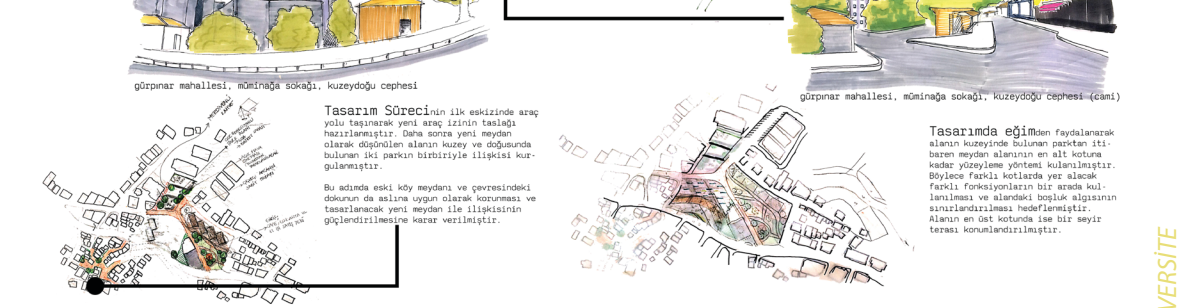 gürpınar mahallesi, müminağa sokağı, kuzeydoğu cephesi
Tasarım Sürecinin ilk eskizinde araç
yolu taşınarak yeni araç izinin taslağı
hazırlanmıştır. Daha sonra yeni meydan
olarak düşünülen alanın kuzey ve doğusunda
bulunan iki parkın birbiriyle ilişkisi kur-
gulanmıştır.
Bu adımda eski köy meydanı ve çevresindeki
dokunun da aslına uygun olarak korunması ve
tasarlanacak yeni meydan ile ilişkisinin
güçlendirilmesine karar verilmiştir.
gürpınar mahallesi, müminağa sokağı, kuzeydoğu cephesi (cami)
Tasarımda eğimden faydalanarak
alanın kuzeyinde bulunan parktan iti-
baren meydan alanının en alt kotuna
kadar yüzeyleme yöntemi kulanılmıştır.
Böylece farklı kotlarda yer alacak
farklı fonksiyonların bir arada kul-
lanılması ve alandaki boşluk algısının
sınırlandırılması hedeflenmiştir.
Alanın en üst kotunda ise bir seyir
terası konumlandırılmıştır.
VERSİTE